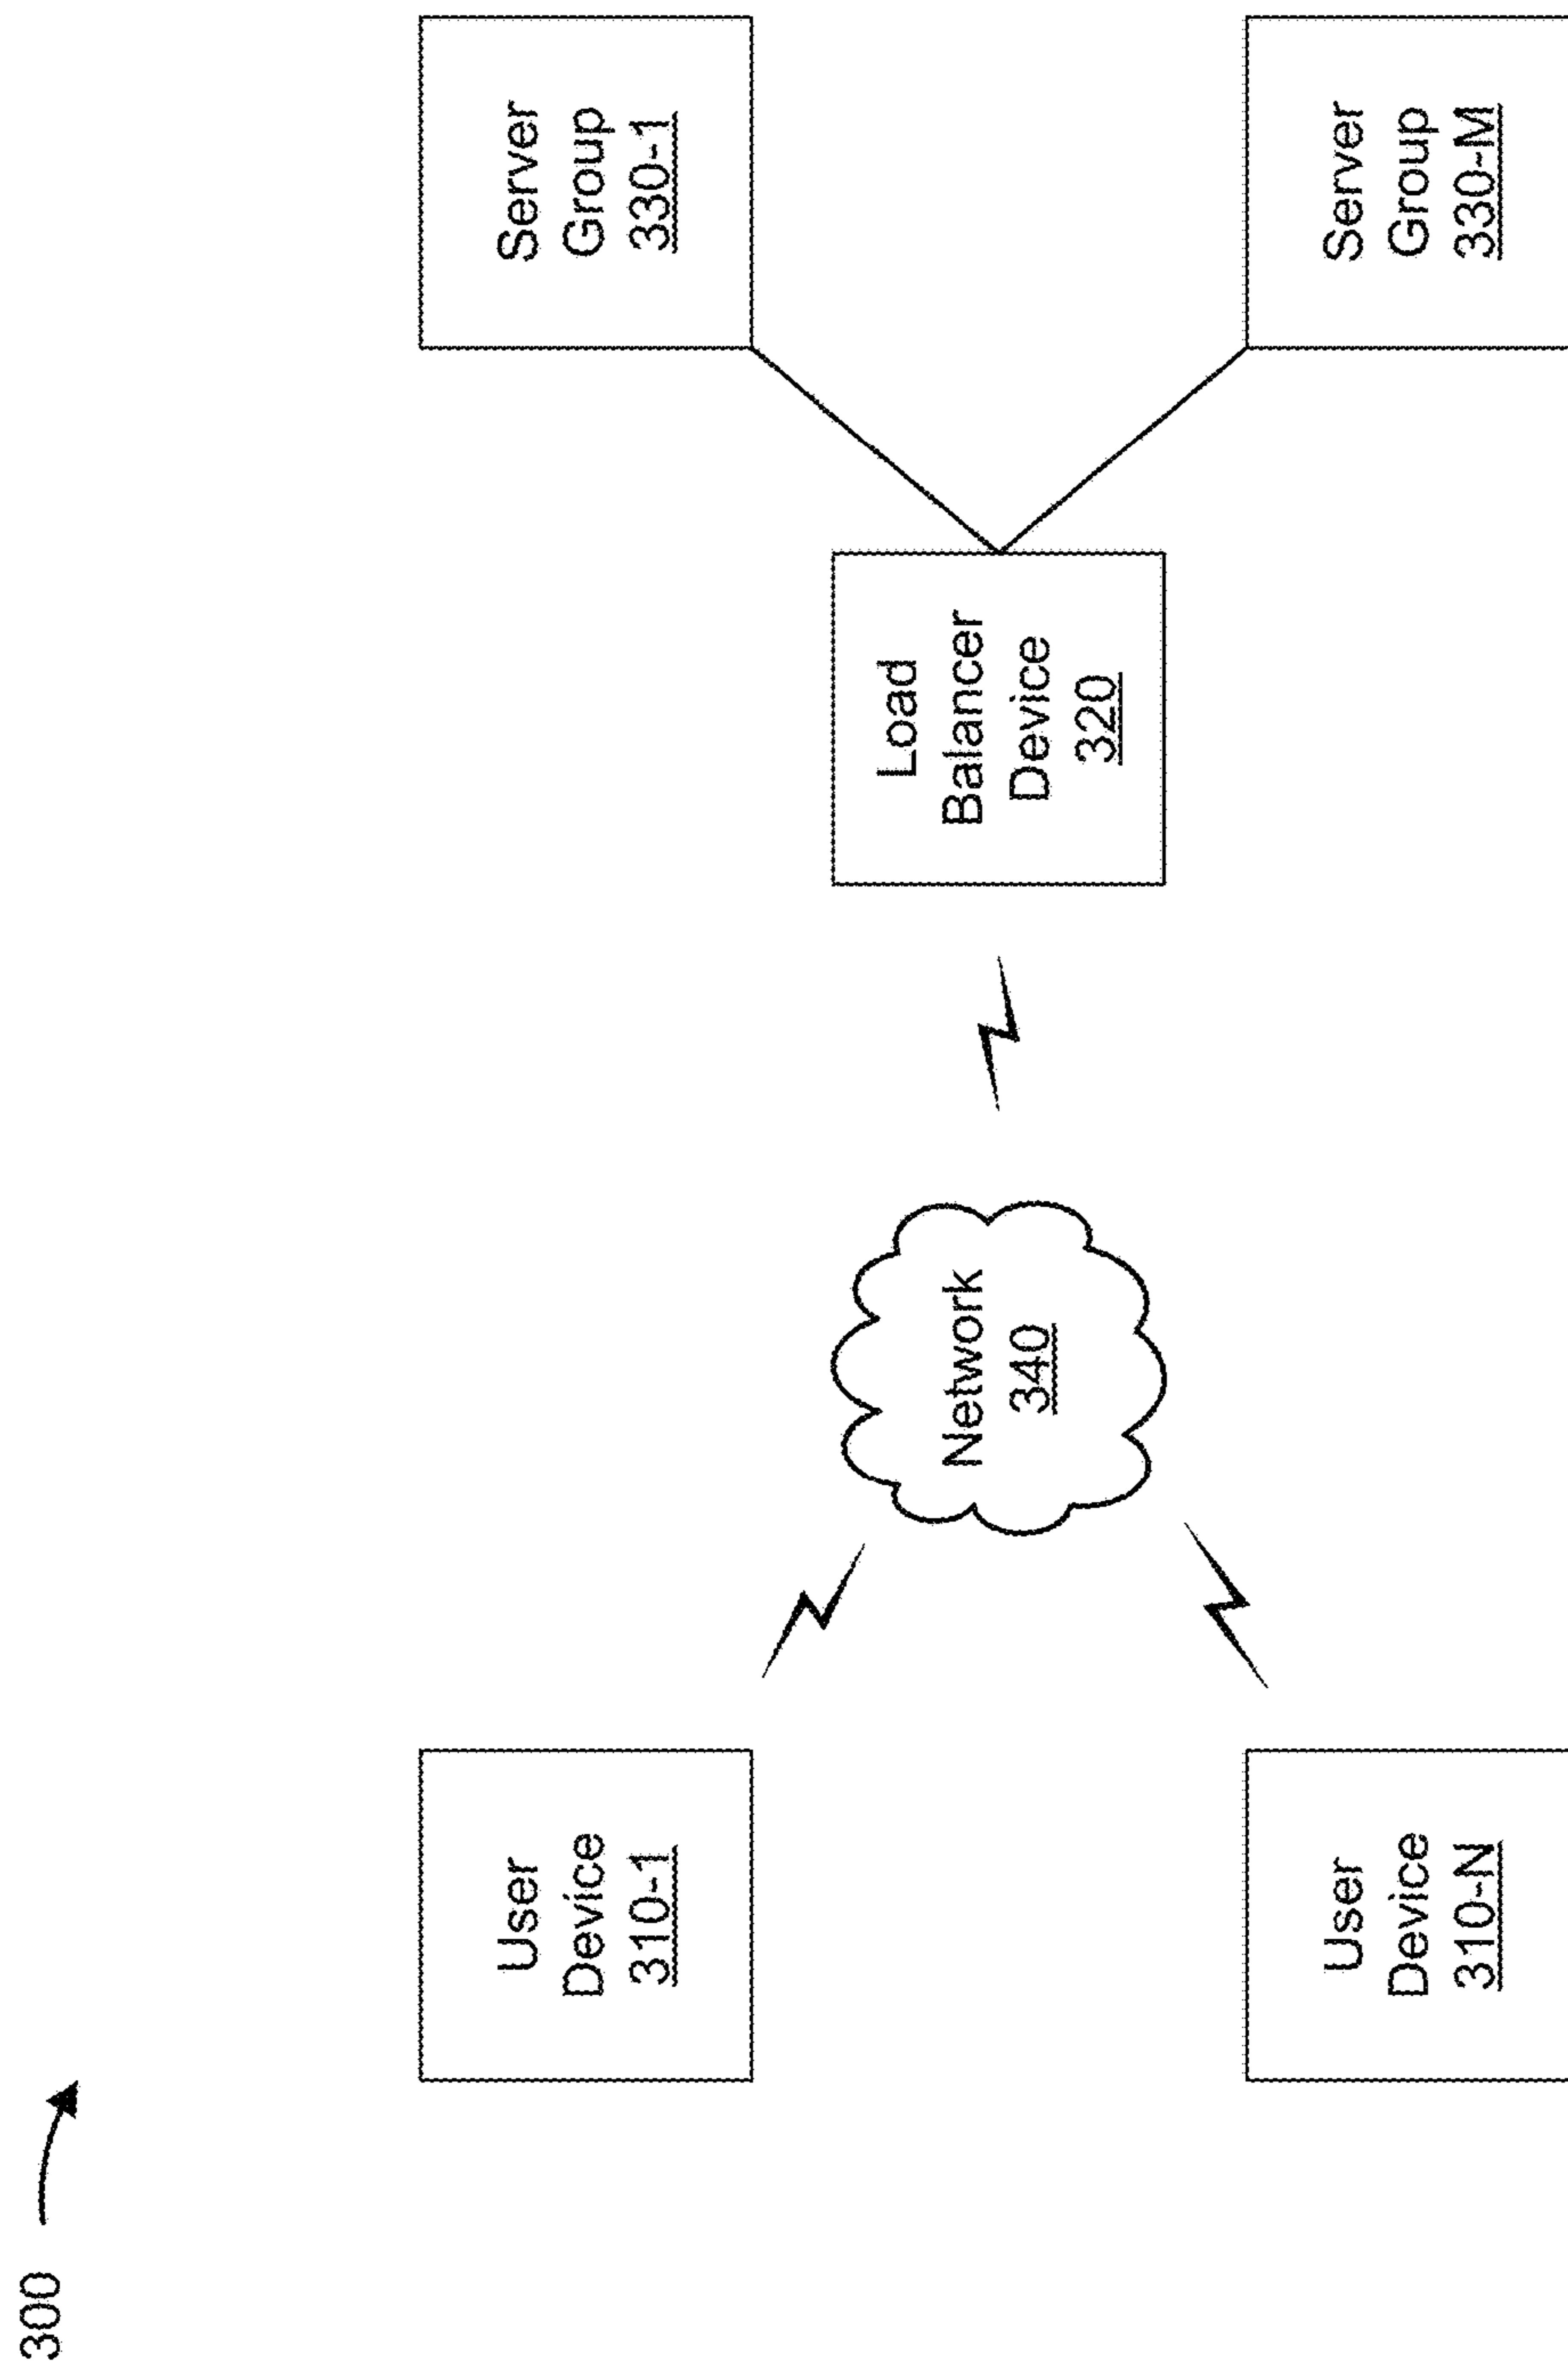 300
User
Device
310-1
User
Device
310-N
Network
340
Load
Balancer
Device
320
Server
Group
330-1
Server
Group
330-M